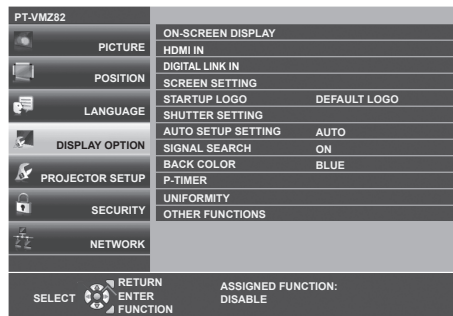 PT-VMZ82
PICTURE
POSITION
LANGUAGE
DISPLAY OPTION
PROJECTOR SETUP
SECURITY
NETWORK
ON-SCREEN DISPLAY
HDMI IN
DIGITAL LINK IN
SCREEN SETTING
STARTUP LOGO DEFAULT LOGO
SHUTTER SETTING
AUTO SETUP SETTING AUTO
SIGNAL SEARCH ON
BACK COLOR BLUE
P-TIMER
UNIFORMITY
OTHER FUNCTIONS
SELECT
RETURN
ENTER
FUNCTION
ASSIGNED FUNCTION:
DISABLE